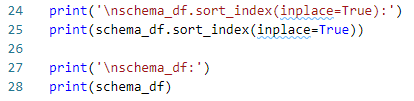 24 print('\nschema_df.sort_index(inplace=True):')
25 print(schema_df.sort_index(inplace=True))
26
27 print('\nschema_df:')
28 print(schema_df)